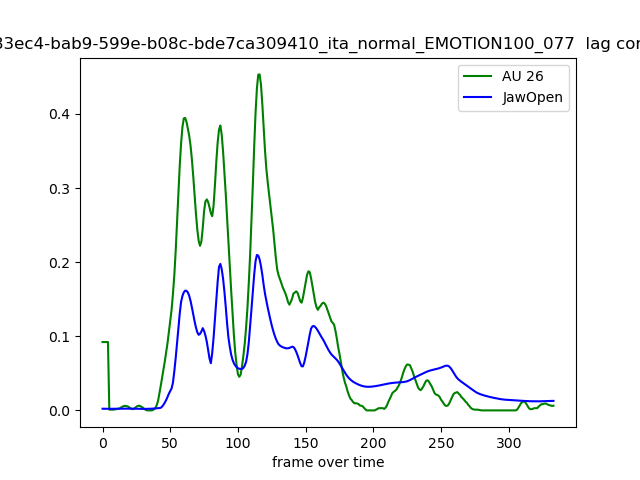 33ec4-bab9-599e-b08c-bde7ca309410_ita_normal_EMOTION100_077 lag cor
AU 26
JawOpen
0.4
0.3
0.2
0.1
0.0
0 50 100 150 200 250 300
frame over time